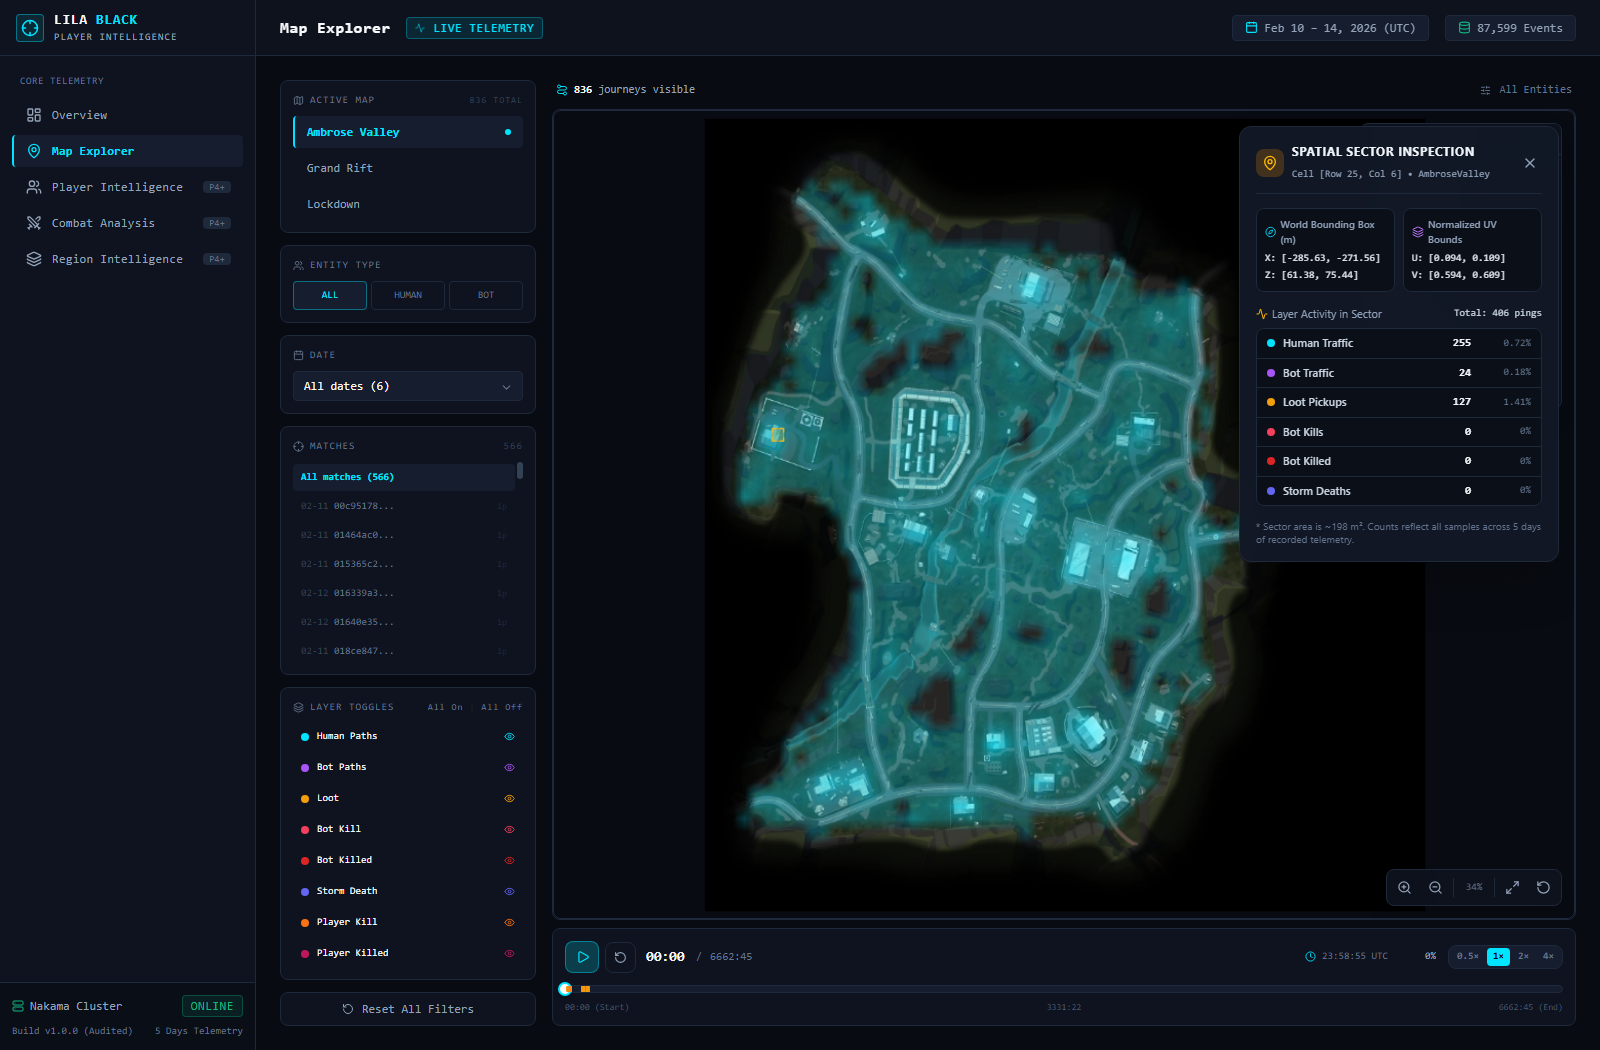 LILA BLACK
PLAYER INTELLIGENCE
CORE TELEMETRY
Overview
Map Explorer
Player Intelligence P4+
Combat Analysis P4+
Region Intelligence P4+
Nakama Cluster ONLINE
Build v1.0.0 (Audited) 5 Days Telemetry
Map Explorer LIVE TELEMETRY
Feb 10 – 14, 2026 (UTC) 87,599 Events
ACTIVE MAP 836 TOTAL
Ambrose Valley
Grand Rift
Lockdown
ENTITY TYPE
ALL HUMAN BOT
DATE
All dates (6)
MATCHES 566
All matches (566)
02-11 00c95178... 1p
02-11 01464ac0... 1p
02-11 015365c2... 1p
02-12 016339a3... 1p
02-12 01640e35... 1p
02-11 018ce847... 1p
LAYER TOGGLES All On All Off
Human Paths
Bot Paths
Loot
Bot Kill
Bot Killed
Storm Death
Player Kill
Player Killed
Reset All Filters
836 journeys visible All Entities
SPATIAL SECTOR INSPECTION
Cell [Row 25, Col 6] • AmbroseValley
World Bounding Box (m)
X: [-285.63, -271.56]
Z: [61.38, 75.44]
Normalized UV Bounds
U: [0.094, 0.109]
V: [0.594, 0.609]
Layer Activity in Sector Total: 406 pings
Human Traffic 255 0.72%
Bot Traffic 24 0.18%
Loot Pickups 127 1.41%
Bot Kills 0 0%
Bot Killed 0 0%
Storm Deaths 0 0%
* Sector area is ~198 m². Counts reflect all samples across 5 days
of recorded telemetry.
34%
00:00 / 6662:45 23:58:55 UTC 0% 0.5× 1× 2× 4×
00:00 (Start) 3331:22 6662:45 (End)